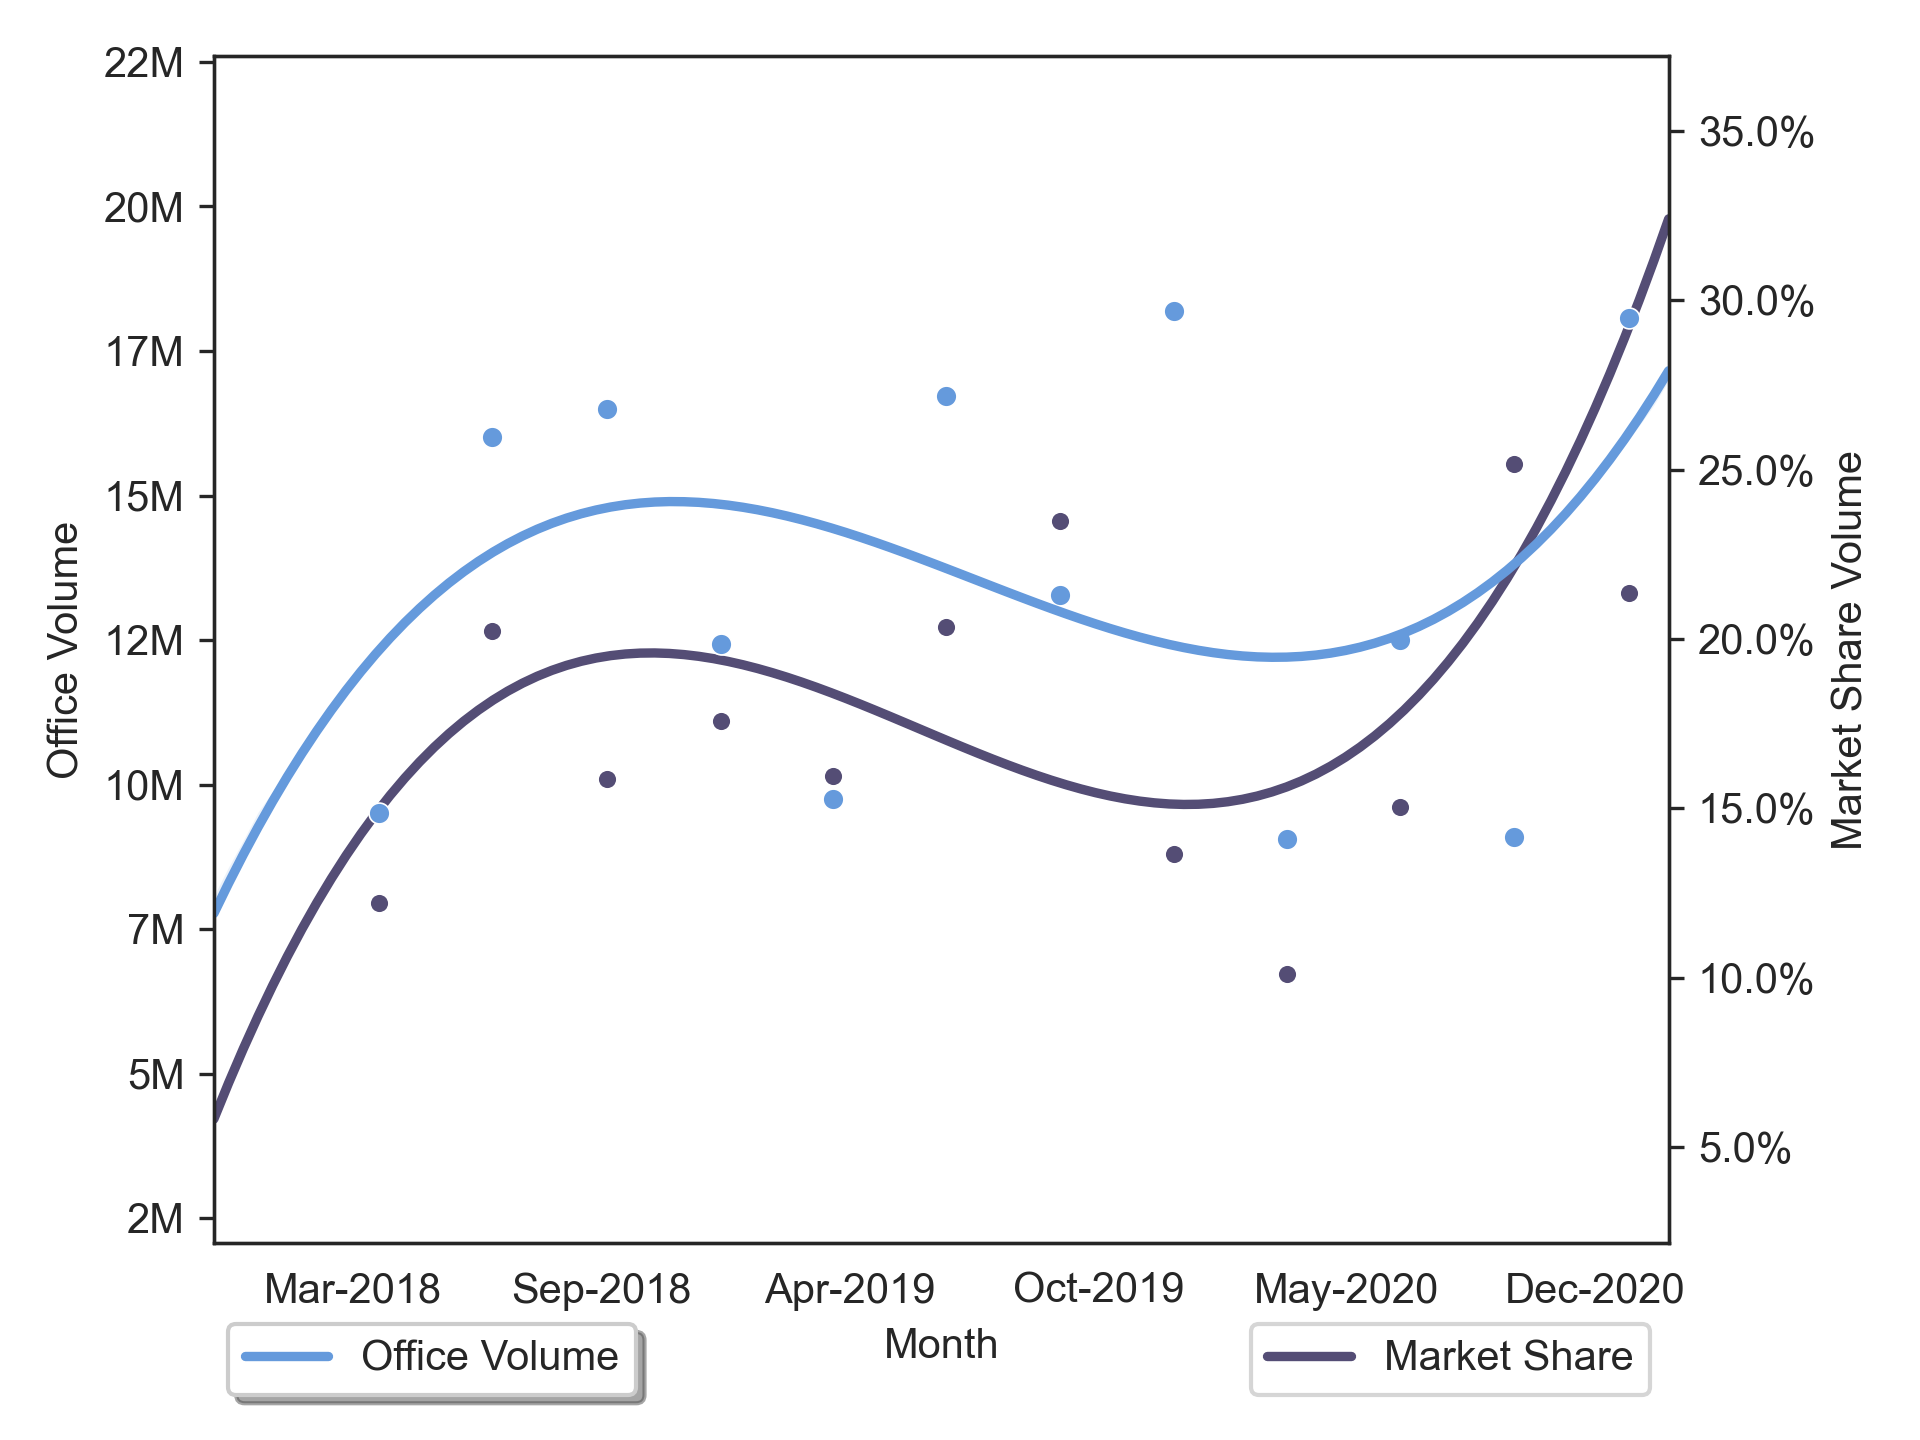 22M
20M
17M
15M
12M
10M
7M
5M
2M
Office Volume
35.0%
30.0%
25.0%
20.0%
15.0%
10.0%
5.0%
Market Share Volume
Mar-2018 Sep-2018 Apr-2019 Oct-2019 May-2020 Dec-2020
Month
Office Volume
Market Share